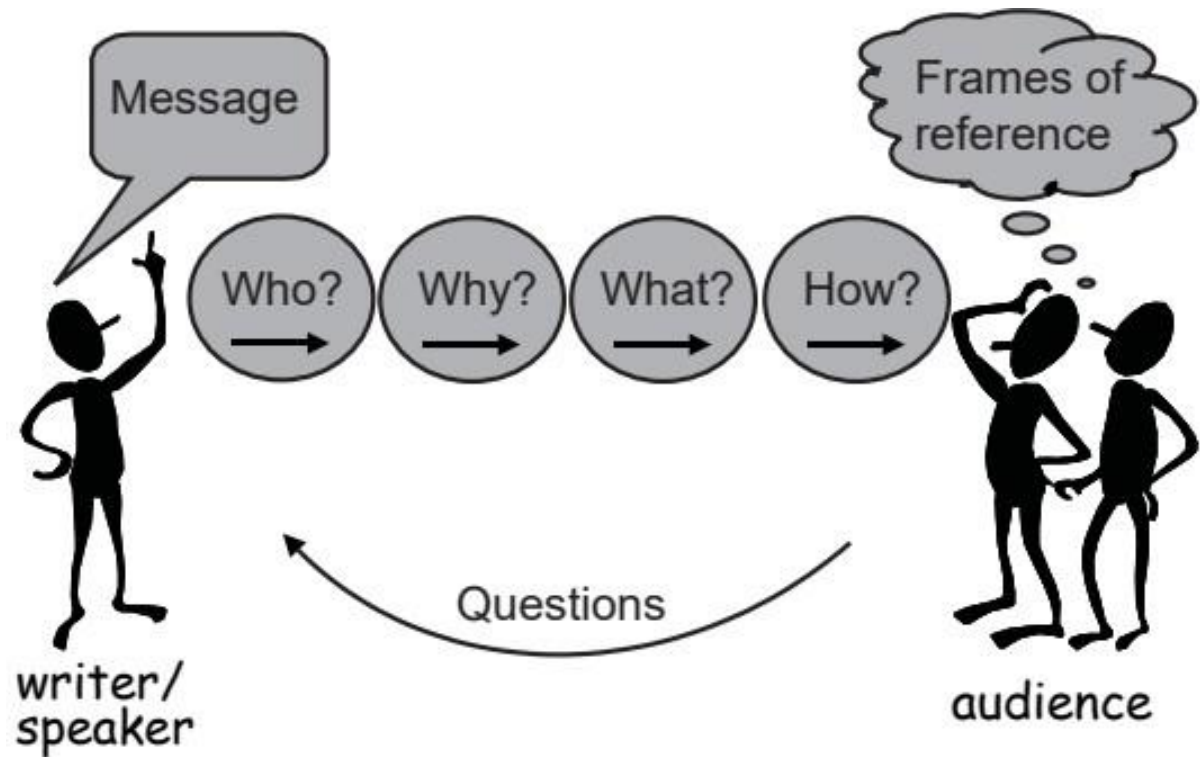 Message
Frames of
reference
Who?
Why?
What?
How?
Questions
writer/
speaker
audience